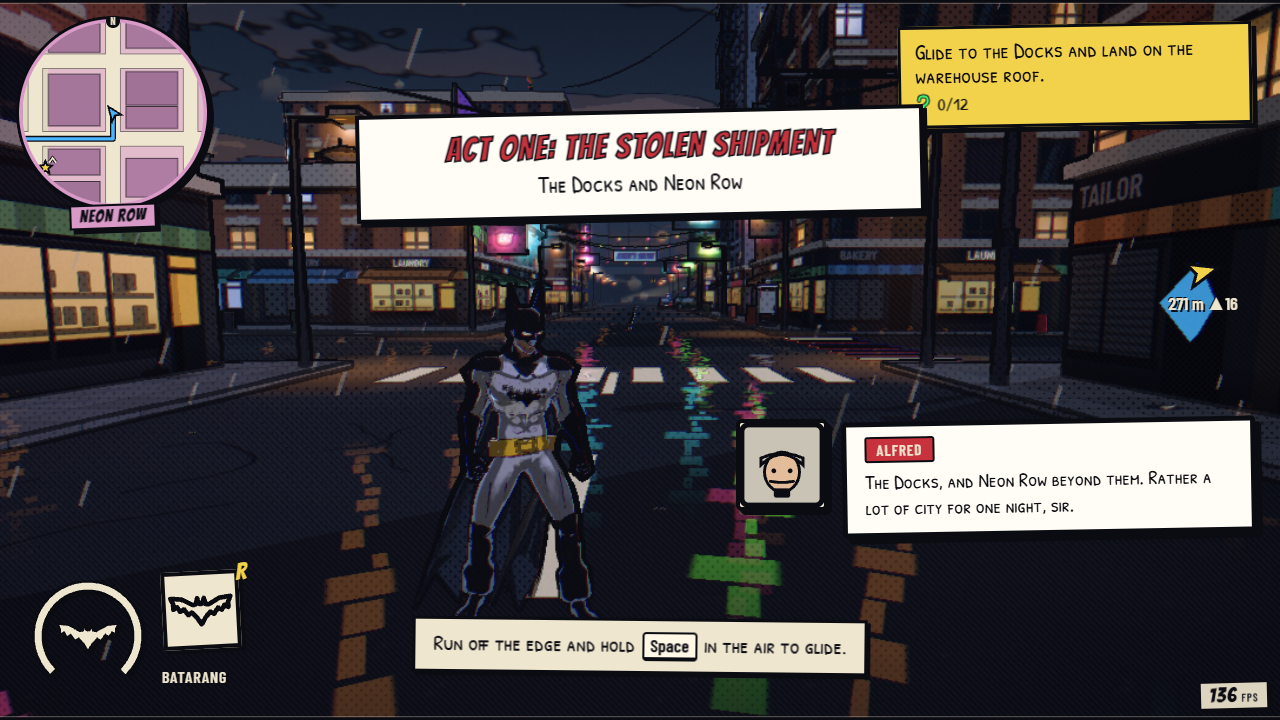 N
NEON ROW
Glide to the Docks and land on the
warehouse roof.
0/12
ACT ONE: THE STOLEN SHIPMENT
The Docks and Neon Row
TAILOR
LAUNDRY
BAKERY
271 m ▲16
ALFRED
The Docks, and Neon Row beyond them. Rather a
lot of city for one night, sir.
R
BATARANG
Run off the edge and hold Space in the air to glide.
136 FPS